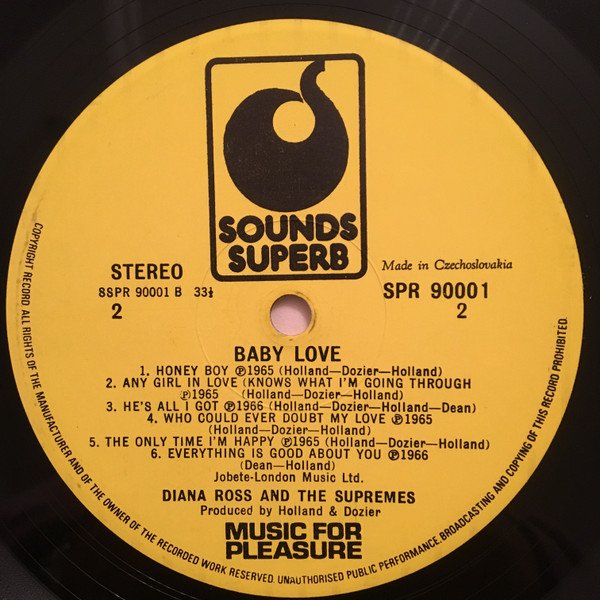 SOUNDS
SUPERB
STEREO
8SPR 90001 B 33⅓
2
Made in Czechoslovakia
SPR 90001
2
BABY LOVE
1. HONEY BOY ℗1965 (Holland—Dozier—Holland)
2. ANY GIRL IN LOVE (KNOWS WHAT I'M GOING THROUGH
℗1965 (Holland—Dozier—Holland)
3. HE'S ALL I GOT ℗1966 (Holland—Dozier—Holland—Dean)
4. WHO COULD EVER DOUBT MY LOVE ℗1965
(Holland—Dozier—Holland)
5. THE ONLY TIME I'M HAPPY ℗1965 (Holland—Dozier—Holland)
6. EVERYTHING IS GOOD ABOUT YOU ℗1966
(Dean—Holland)
Jobete-London Music Ltd.
DIANA ROSS AND THE SUPREMES
Produced by Holland & Dozier
MUSIC FOR
PLEASURE
COPYRIGHT RECORD. ALL RIGHTS OF THE MANUFACTURER AND OF THE OWNER OF THE RECORDED WORK RESERVED. UNAUTHORISED PUBLIC PERFORMANCE, BROADCASTING AND COPYING OF THIS RECORD PROHIBITED.